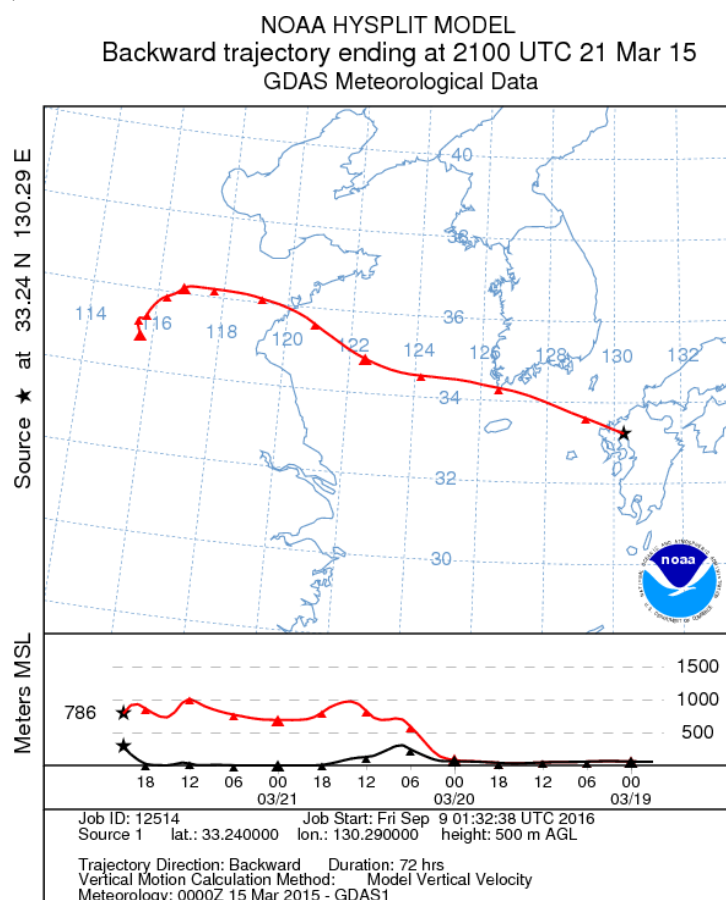 NOAA HYSPLIT MODEL
Backward trajectory ending at 2100 UTC 21 Mar 15
GDAS Meteorological Data
Source ★ at 33.24 N 130.29 E
40
38
36
114 116 118 120 122 124 126 128 130 132
34
32
30
noaa
Meters MSL
1500
1000
500
786
18 12 06 00 18 12 06 00 18 12 06 00
03/21 03/20 03/19
Job ID: 12514 Job Start: Fri Sep 9 01:32:38 UTC 2016
Source 1 lat.: 33.240000 lon.: 130.290000 height: 500 m AGL
Trajectory Direction: Backward Duration: 72 hrs
Vertical Motion Calculation Method: Model Vertical Velocity
Meteorology: 0000Z 15 Mar 2015 - GDAS1